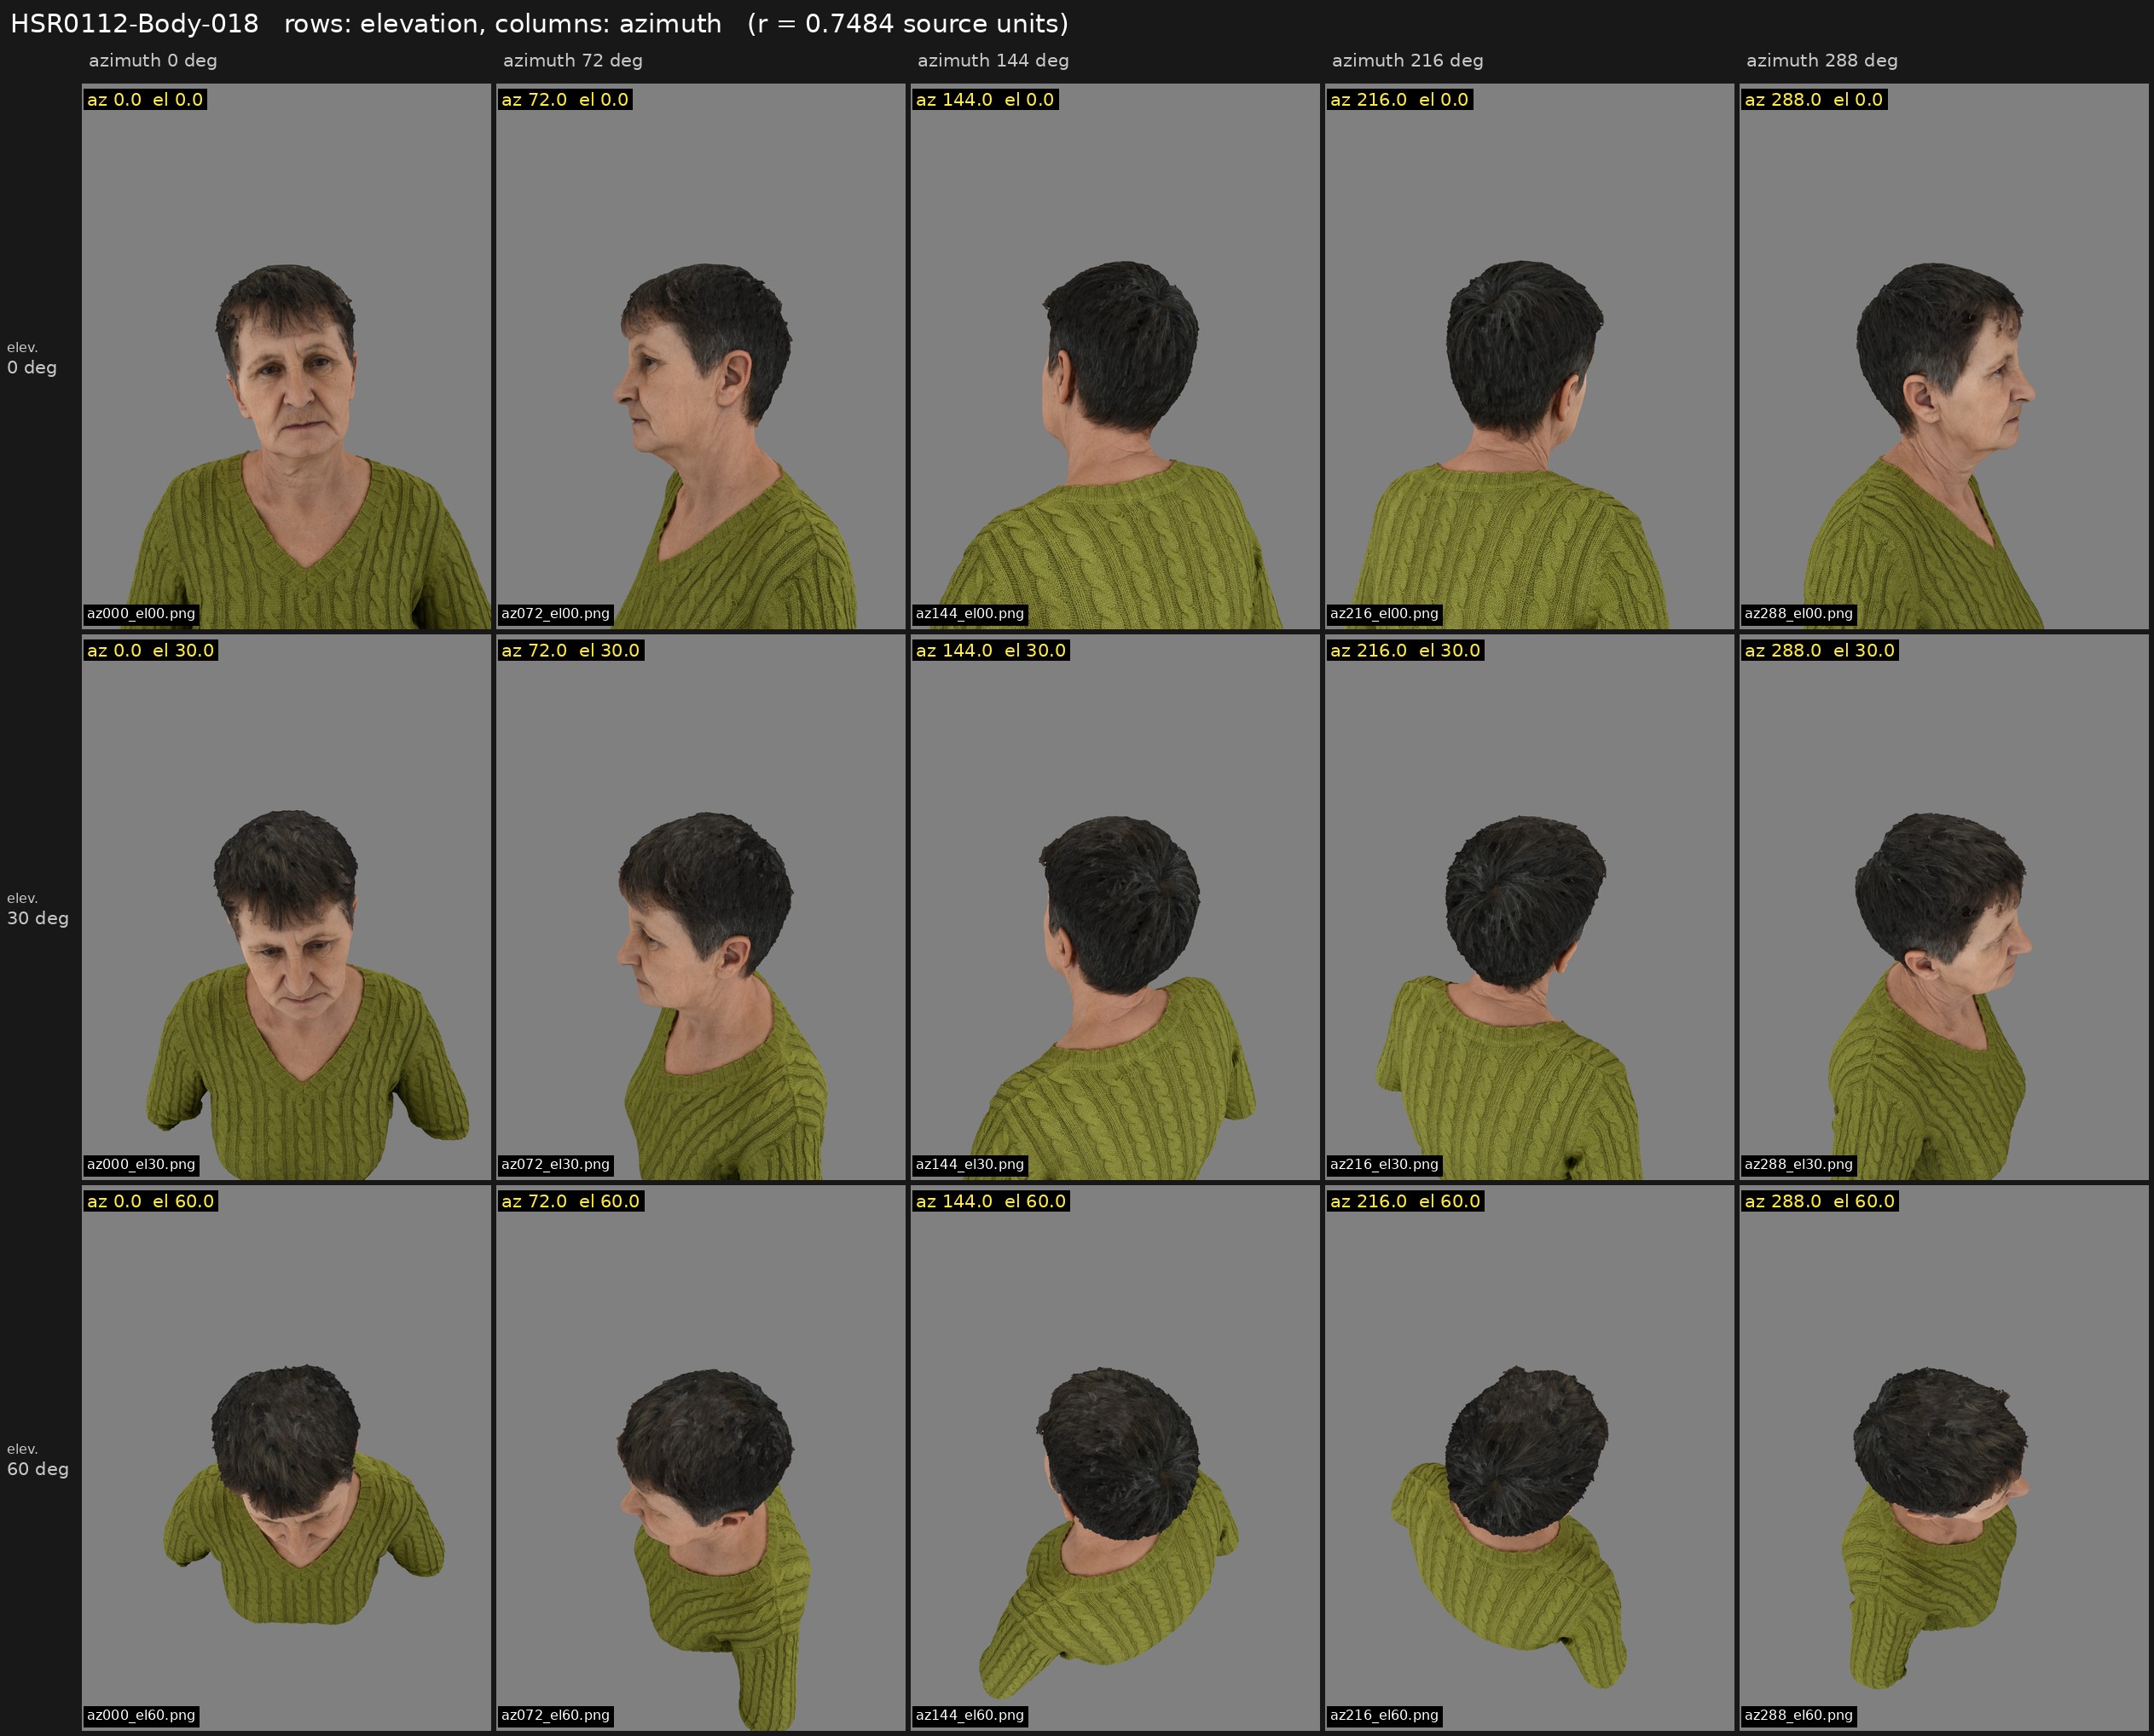 HSR0112-Body-018   rows: elevation, columns: azimuth   (r = 0.7484 source units)
azimuth 0 deg   azimuth 72 deg   azimuth 144 deg   azimuth 216 deg   azimuth 288 deg
az 0.0  el 0.0   az 72.0  el 0.0   az 144.0  el 0.0   az 216.0  el 0.0   az 288.0  el 0.0
elev.
0 deg
az000_el00.png   az072_el00.png   az144_el00.png   az216_el00.png   az288_el00.png
az 0.0  el 30.0   az 72.0  el 30.0   az 144.0  el 30.0   az 216.0  el 30.0   az 288.0  el 30.0
elev.
30 deg
az000_el30.png   az072_el30.png   az144_el30.png   az216_el30.png   az288_el30.png
az 0.0  el 60.0   az 72.0  el 60.0   az 144.0  el 60.0   az 216.0  el 60.0   az 288.0  el 60.0
elev.
60 deg
az000_el60.png   az072_el60.png   az144_el60.png   az216_el60.png   az288_el60.png